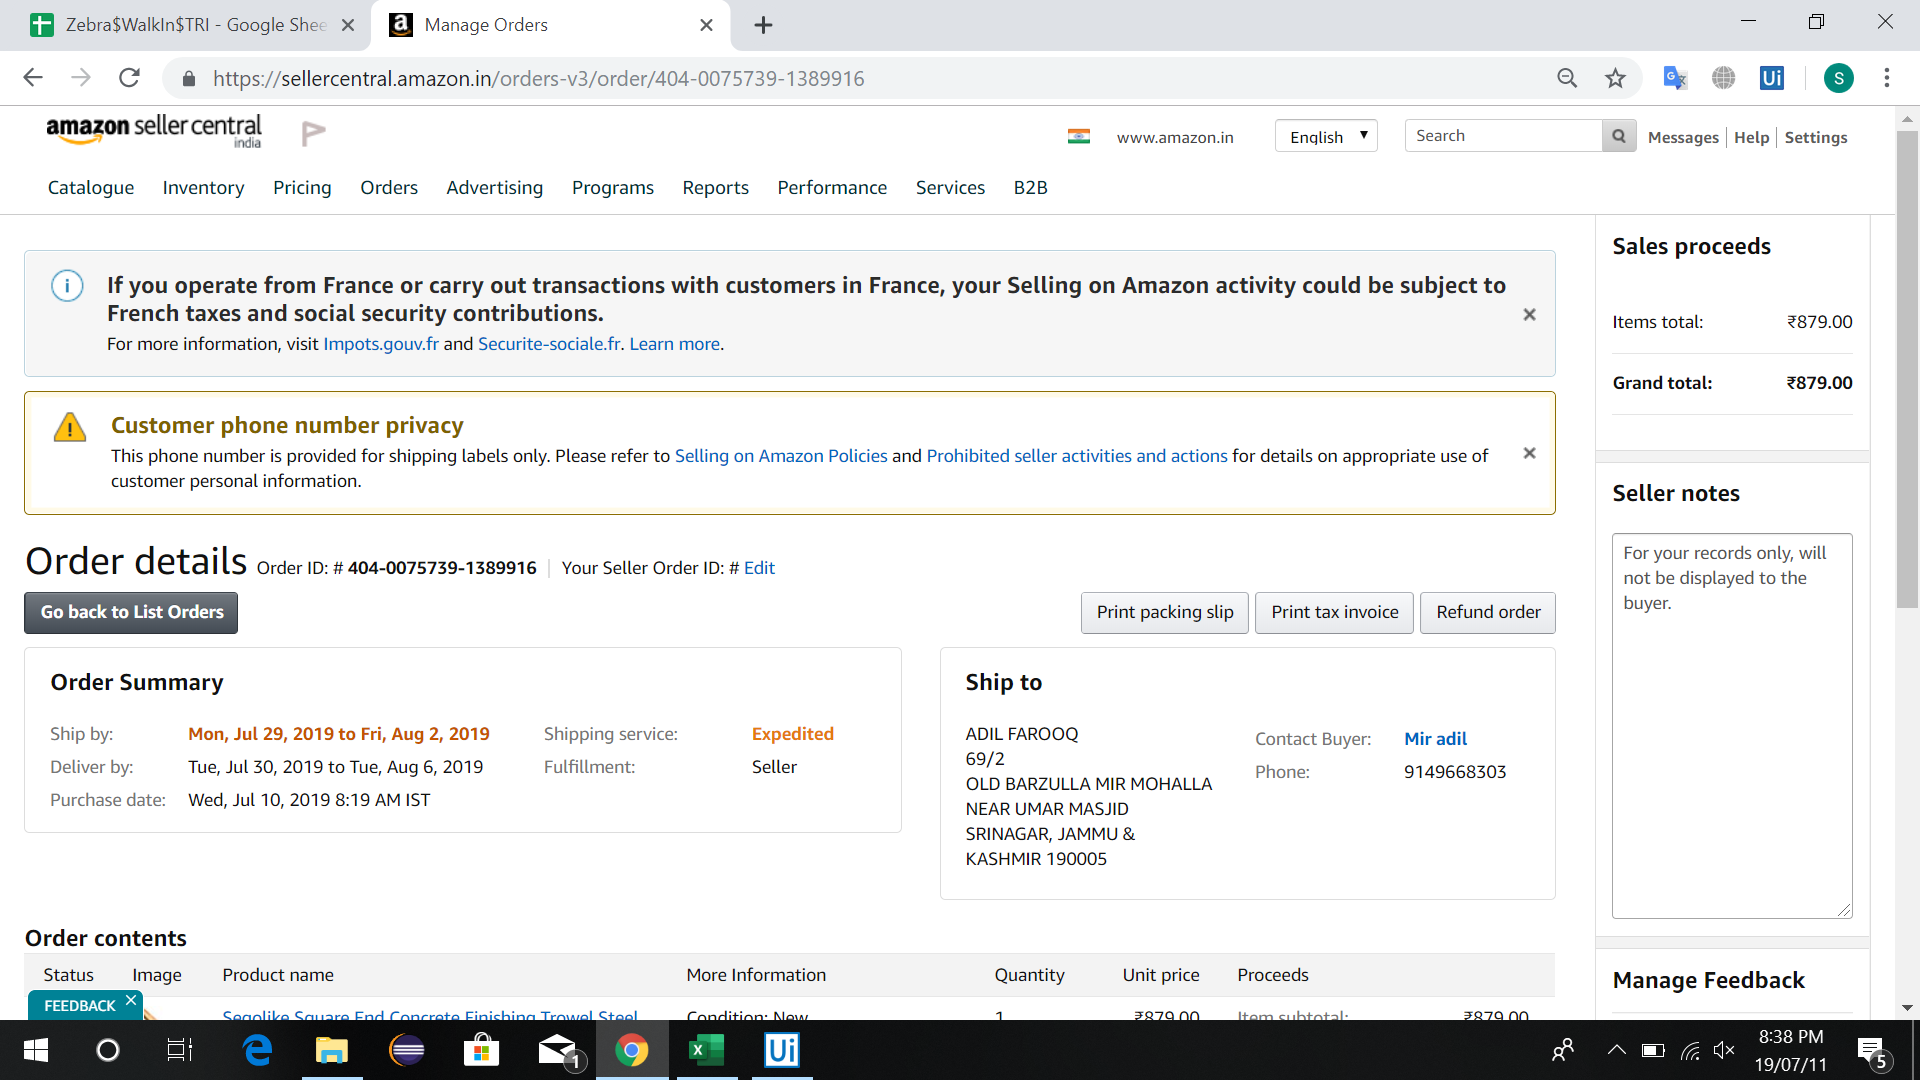 Zebra$WalkIn$TRI - Google Shee
Manage Orders
https://sellercentral.amazon.in/orders-v3/order/404-0075739-1389916
Ui
S
amazon seller central
india
www.amazon.in
English
Search
Messages
Help
Settings
Catalogue
Inventory
Pricing
Orders
Advertising
Programs
Reports
Performance
Services
B2B
If you operate from France or carry out transactions with customers in France, your Selling on Amazon activity could be subject to
French taxes and social security contributions.
For more information, visit Impots.gouv.fr and Securite-sociale.fr. Learn more.
Customer phone number privacy
This phone number is provided for shipping labels only. Please refer to Selling on Amazon Policies and Prohibited seller activities and actions for details on appropriate use of
customer personal information.
Order details Order ID: # 404-0075739-1389916 Your Seller Order ID: # Edit
Go back to List Orders
Print packing slip
Print tax invoice
Refund order
Order Summary
Ship by: Mon, Jul 29, 2019 to Fri, Aug 2, 2019
Deliver by: Tue, Jul 30, 2019 to Tue, Aug 6, 2019
Purchase date: Wed, Jul 10, 2019 8:19 AM IST
Shipping service: Expedited
Fulfillment: Seller
Ship to
ADIL FAROOQ
69/2
OLD BARZULLA MIR MOHALLA
NEAR UMAR MASJID
SRINAGAR, JAMMU &
KASHMIR 190005
Contact Buyer: Mir adil
Phone: 9149668303
Order contents
Status Image Product name More Information Quantity Unit price Proceeds
Segolike Square End Concrete Finishing Trowel Steel Condition: New 1 ₹879.00 Item subtotal: ₹879.00
FEEDBACK
Sales proceeds
Items total: ₹879.00
Grand total: ₹879.00
Seller notes
For your records only, will
not be displayed to the
buyer.
Manage Feedback
1
Ui
8:38 PM
19/07/11
5